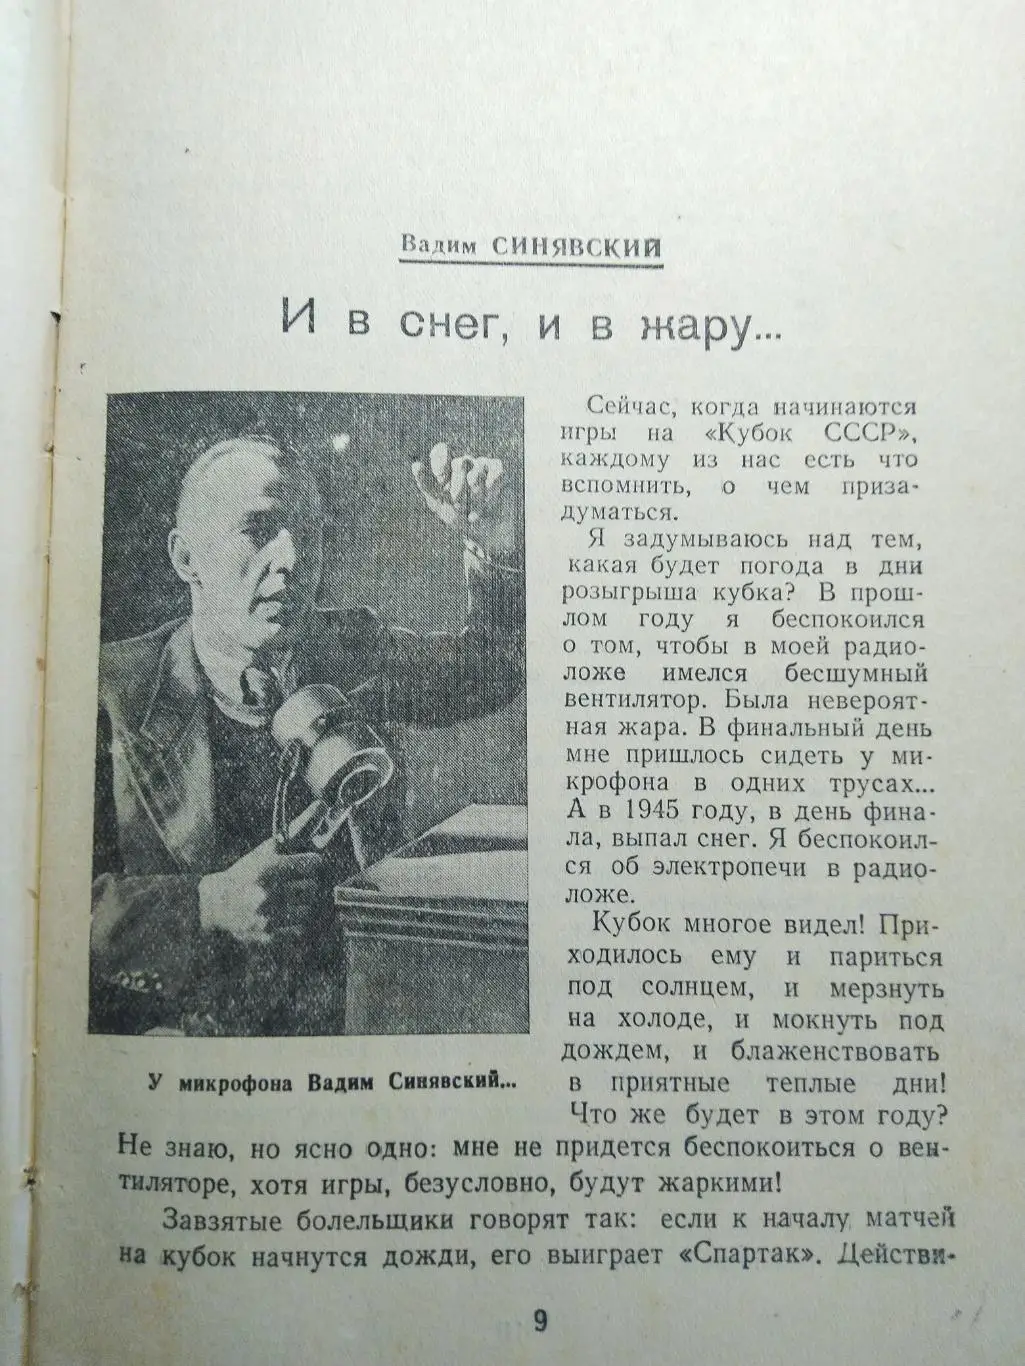 Вадим СИНЯВСКИЙ
И в снег, и в жару...
Сейчас, когда начинаются
игры на «Кубок СССР»,
каждому из нас есть что
вспомнить, о чем приза-
думаться.
Я задумываюсь над тем,
какая будет погода в дни
розыгрыша кубка? В прош-
лом году я беспокоился
о том, чтобы в моей радио-
ложе имелся бесшумный
вентилятор. Была невероят-
ная жара. В финальный день
мне пришлось сидеть у ми-
крофона в одних трусах...
А в 1945 году, в день фина-
ла, выпал снег. Я беспокоил-
ся об электропечи в радио-
ложе.
Кубок многое видел! При-
ходилось ему и париться
под солнцем, и мерзнуть
на холоде, и мокнуть под
дождем, и блаженствовать
в приятные теплые дни!
Что же будет в этом году?
У микрофона Вадим Синявский...
Не знаю, но ясно одно: мне не придется беспокоиться о вен-
тиляторе, хотя игры, безусловно, будут жаркими!
Завзятые болельщики говорят так: если к началу матчей
на кубок начнутся дожди, его выиграет «Спартак». Действи-
9